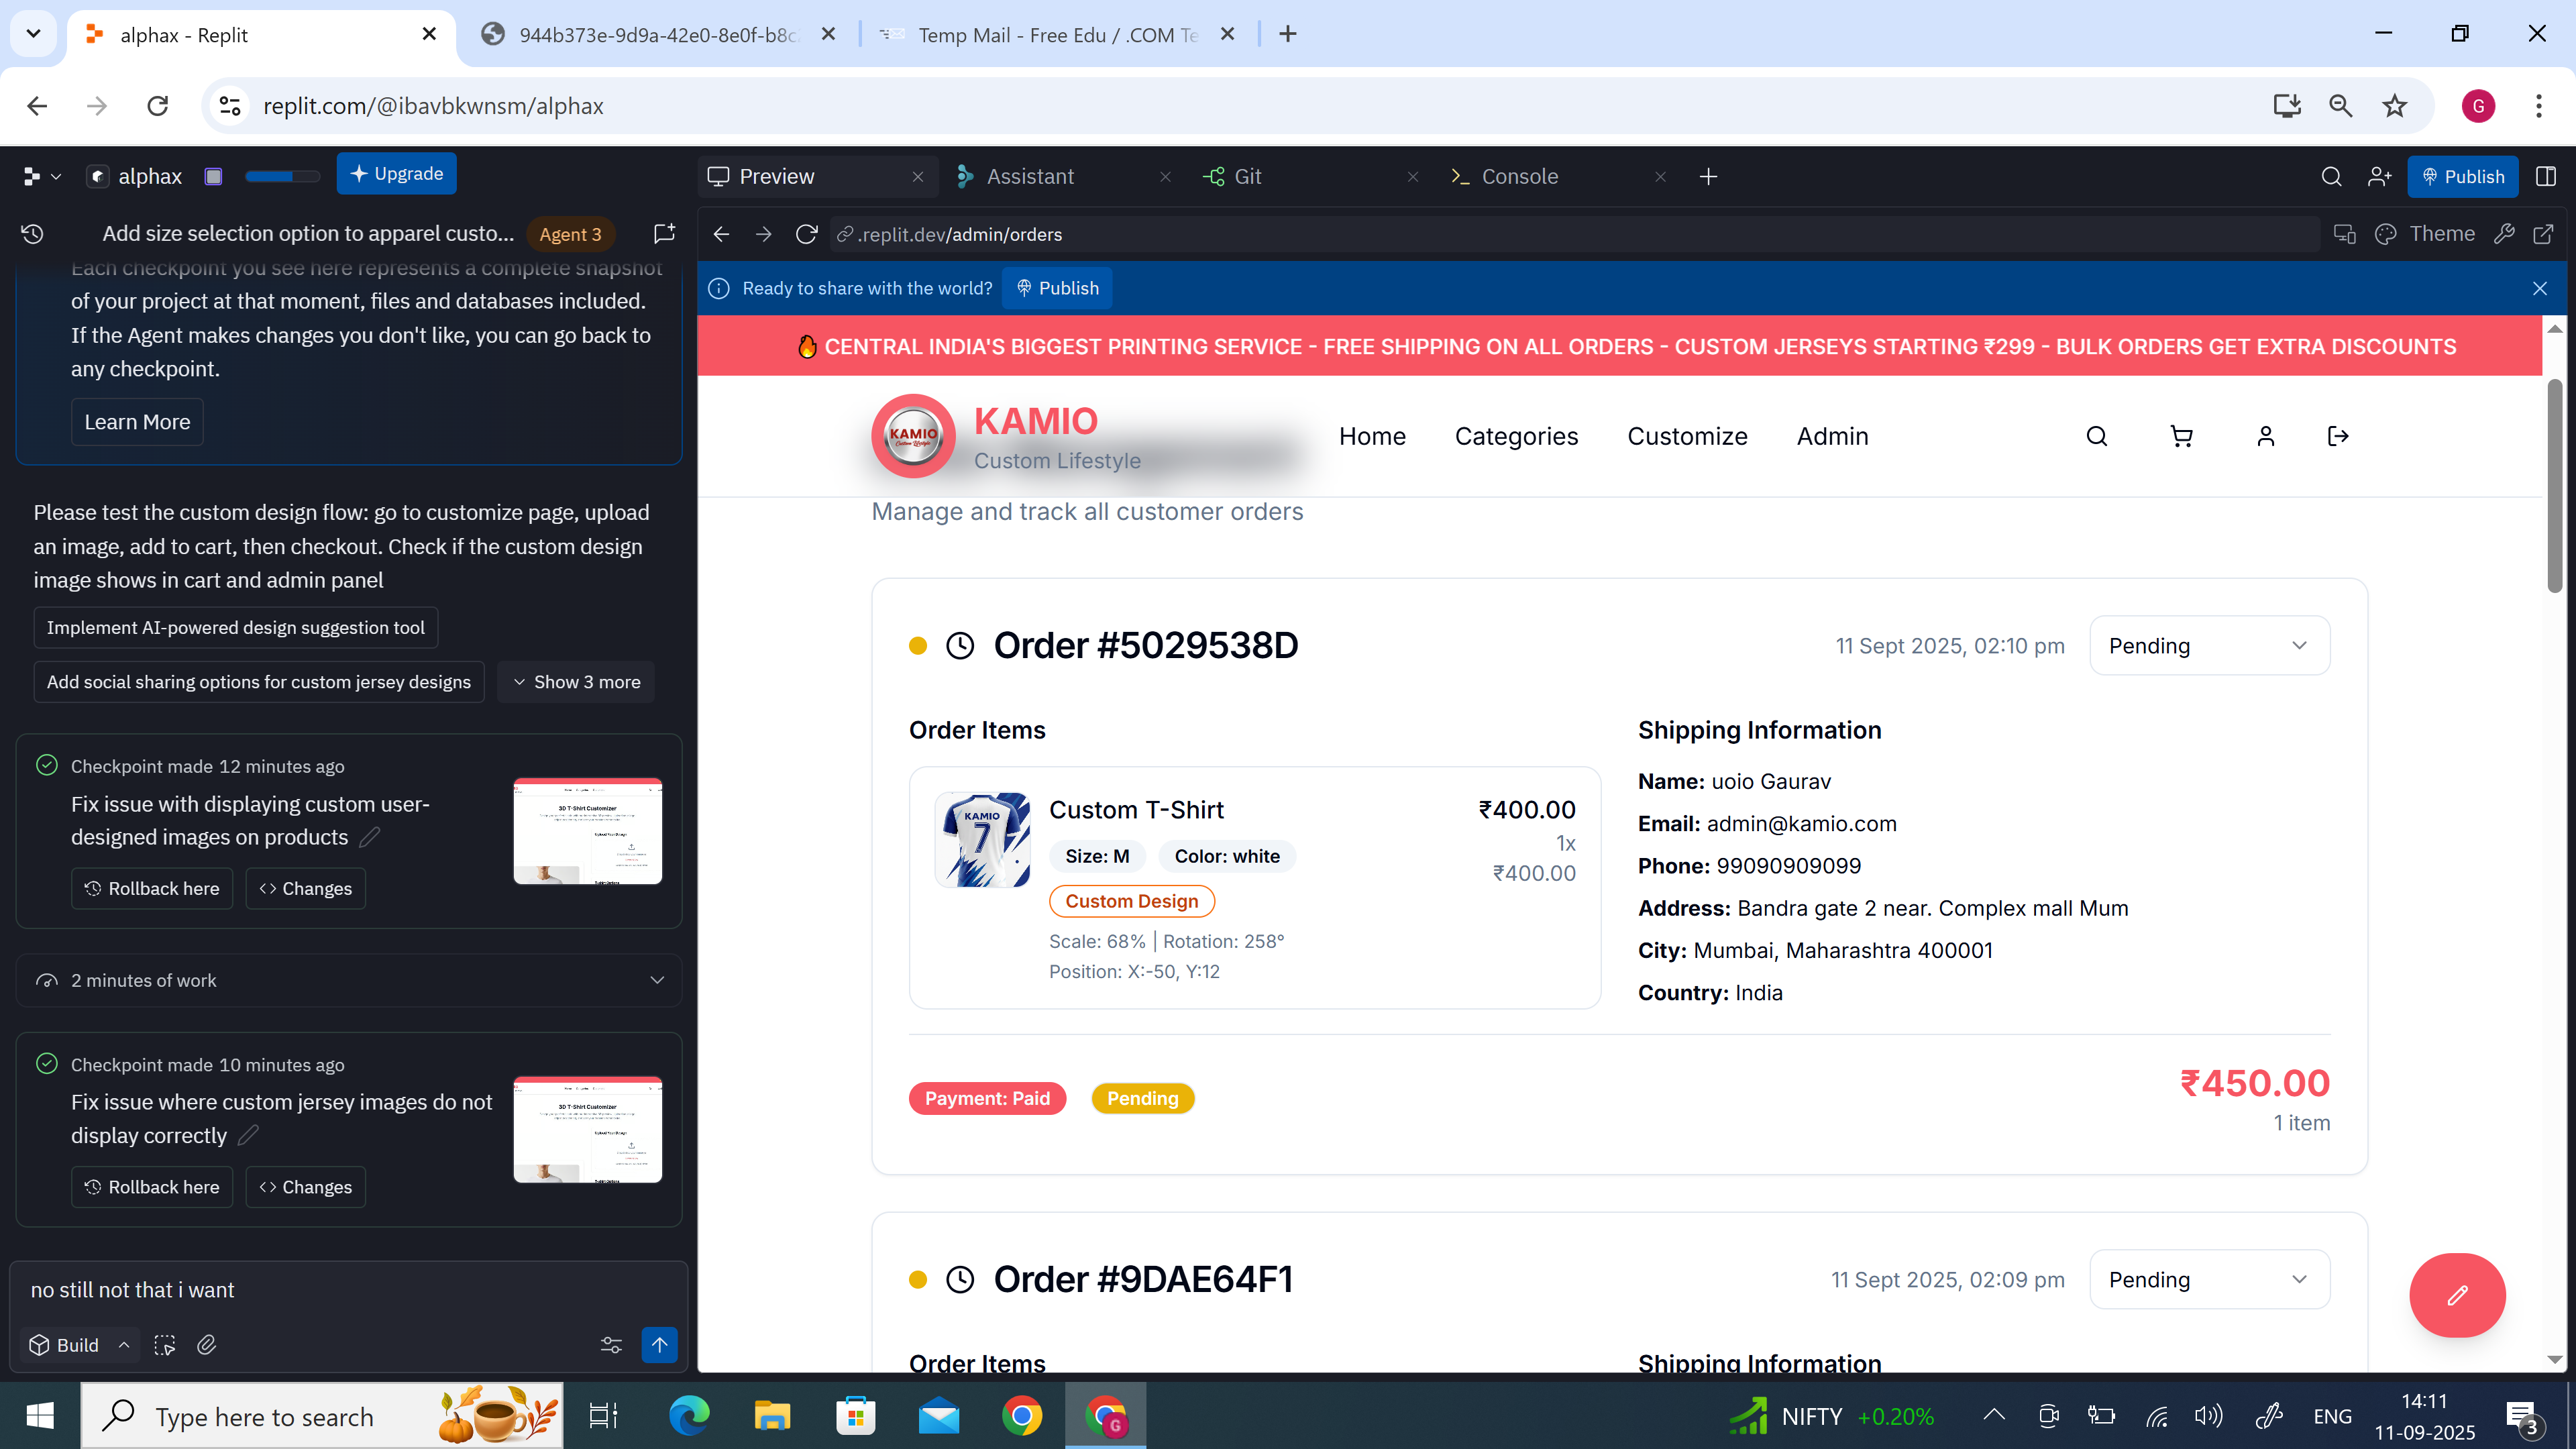 alphax - Replit
944b373e-9d9a-42e0-8e0f-b8c
Temp Mail - Free Edu / .COM Te
replit.com/@ibavbkwnsm/alphax
G
alphax
Upgrade
Preview
Assistant
Git
Console
Publish
Add size selection option to apparel custo...
Agent 3
.replit.dev/admin/orders
Theme
Each checkpoint you see here represents a complete snapshot
of your project at that moment, files and databases included.
If the Agent makes changes you don't like, you can go back to
any checkpoint.
Learn More
Please test the custom design flow: go to customize page, upload
an image, add to cart, then checkout. Check if the custom design
image shows in cart and admin panel
Implement AI-powered design suggestion tool
Add social sharing options for custom jersey designs
Show 3 more
Checkpoint made 12 minutes ago
Fix issue with displaying custom user-
designed images on products
Rollback here
Changes
2 minutes of work
Checkpoint made 10 minutes ago
Fix issue where custom jersey images do not
display correctly
Rollback here
Changes
no still not that i want
Build
Ready to share with the world?
Publish
🔥 CENTRAL INDIA'S BIGGEST PRINTING SERVICE - FREE SHIPPING ON ALL ORDERS - CUSTOM JERSEYS STARTING ₹299 - BULK ORDERS GET EXTRA DISCOUNTS
KAMIO
KAMIO
Custom Lifestyle
Home
Categories
Customize
Admin
Manage and track all customer orders
Order #5029538D
11 Sept 2025, 02:10 pm
Pending
Order Items
KAMIO
7
Custom T-Shirt
₹400.00
1x
₹400.00
Size: M
Color: white
Custom Design
Scale: 68% | Rotation: 258°
Position: X:-50, Y:12
Shipping Information
Name: uoio Gaurav
Email: admin@kamio.com
Phone: 99090909099
Address: Bandra gate 2 near. Complex mall Mum
City: Mumbai, Maharashtra 400001
Country: India
Payment: Paid
Pending
₹450.00
1 item
Order #9DAE64F1
11 Sept 2025, 02:09 pm
Pending
Order Items
Shipping Information
Type here to search
G
NIFTY +0.20%
ENG
14:11
11-09-2025
3